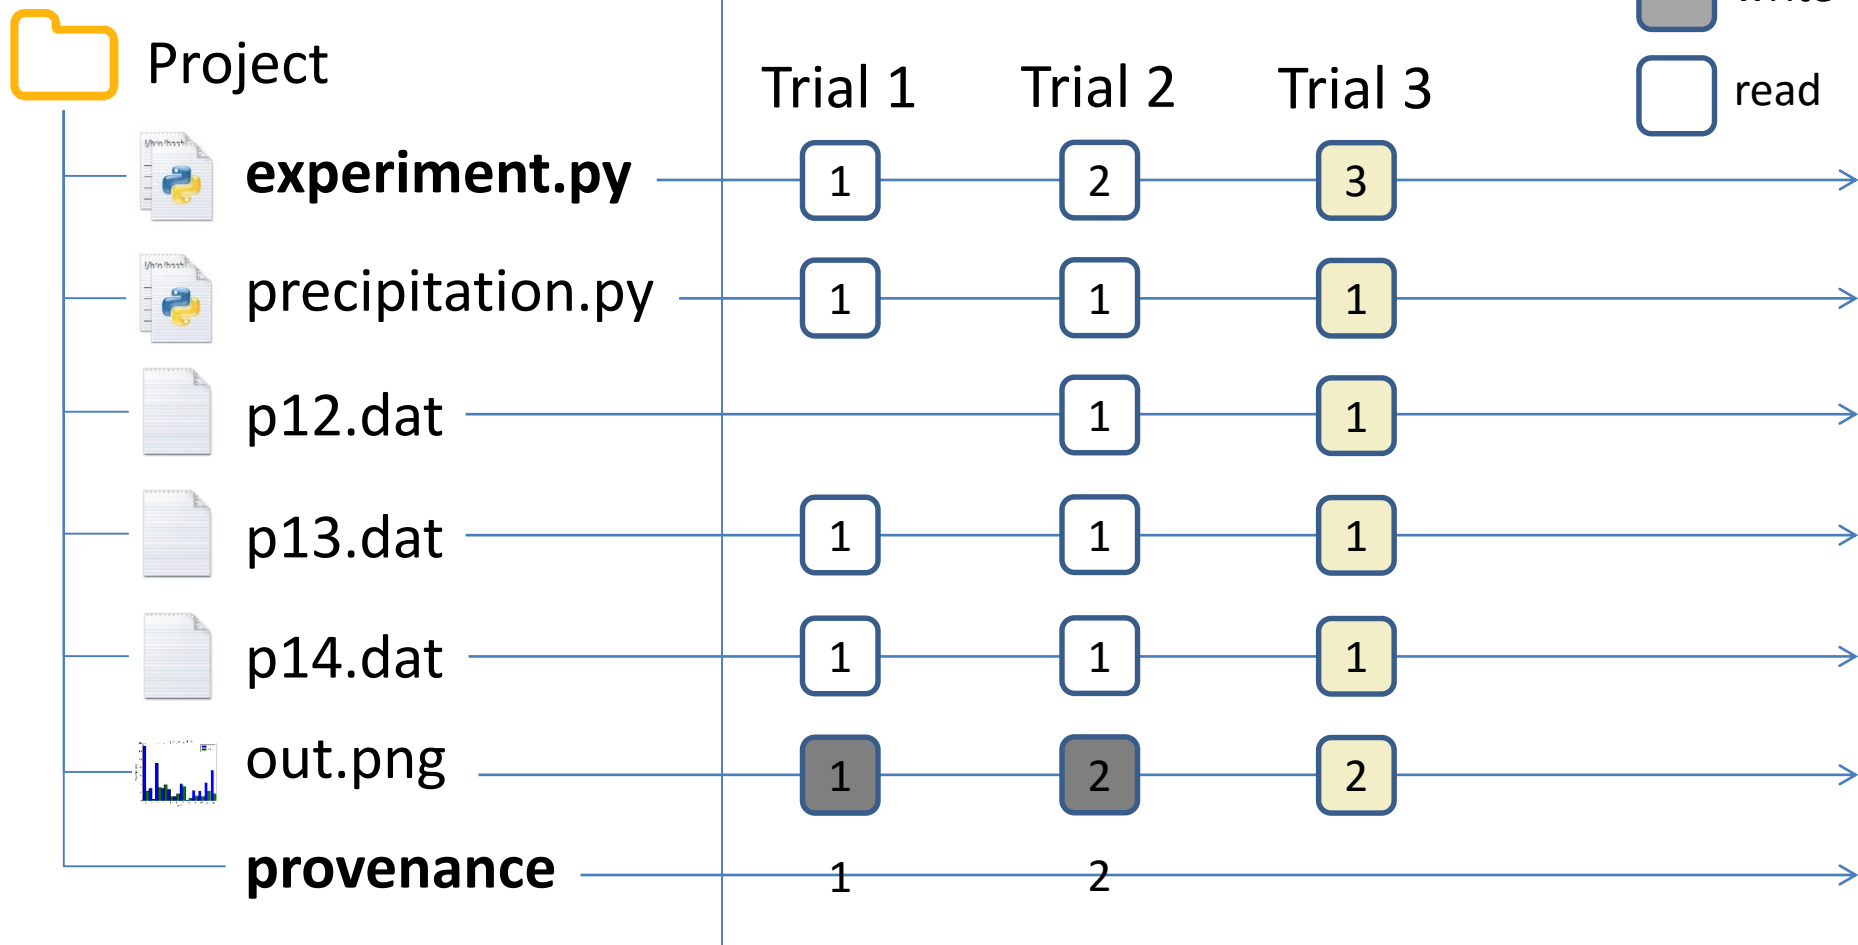 Project
Trial 1 Trial 2 Trial 3
read
experiment.py 1 2 3
precipitation.py 1 1 1
p12.dat 1 1
p13.dat 1 1 1
p14.dat 1 1 1
out.png 1 2 2
provenance 1 2